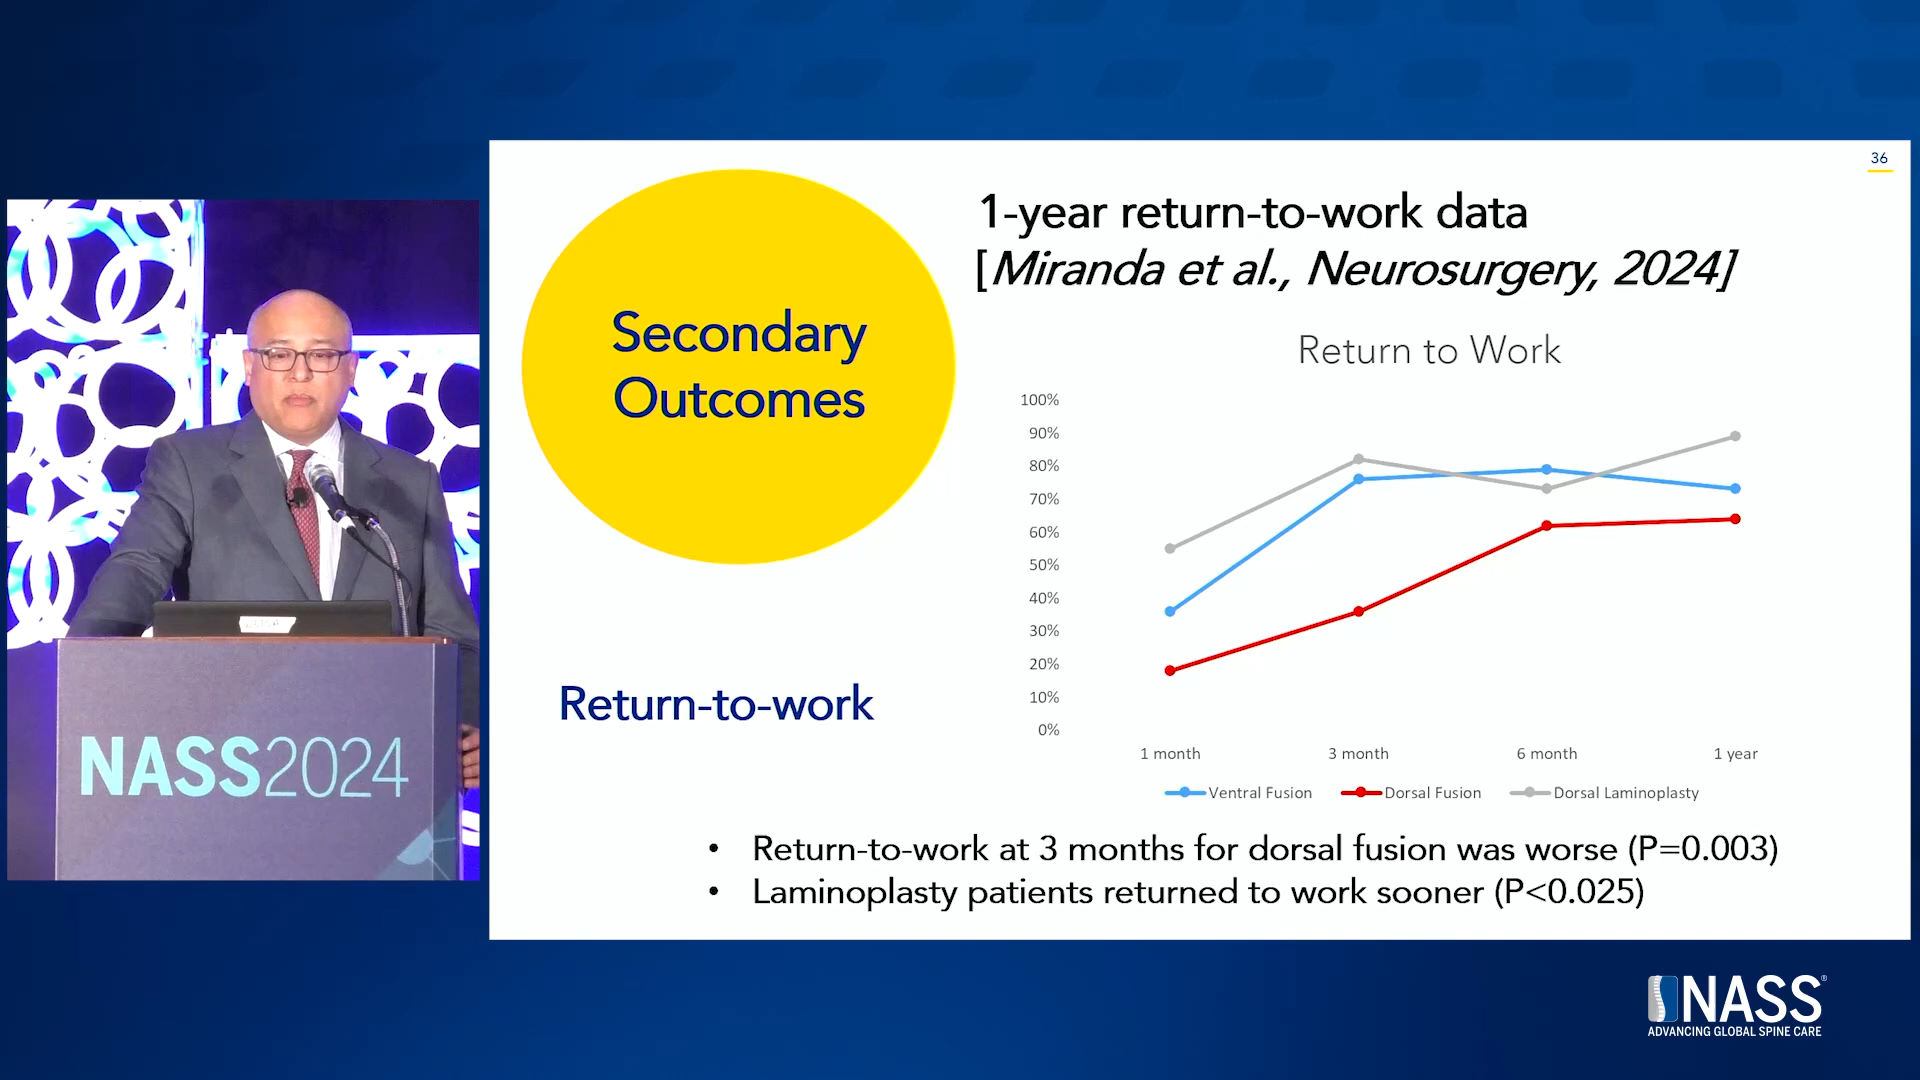 36
1-year return-to-work data
[Miranda et al., Neurosurgery, 2024]
Secondary
Outcomes
Return-to-work
Return to Work
100%
90%
80%
70%
60%
50%
40%
30%
20%
10%
0%
1 month 3 month 6 month 1 year
Ventral Fusion Dorsal Fusion Dorsal Laminoplasty
• Return-to-work at 3 months for dorsal fusion was worse (P=0.003)
• Laminoplasty patients returned to work sooner (P<0.025)
NASS2024
NASS®
ADVANCING GLOBAL SPINE CARE